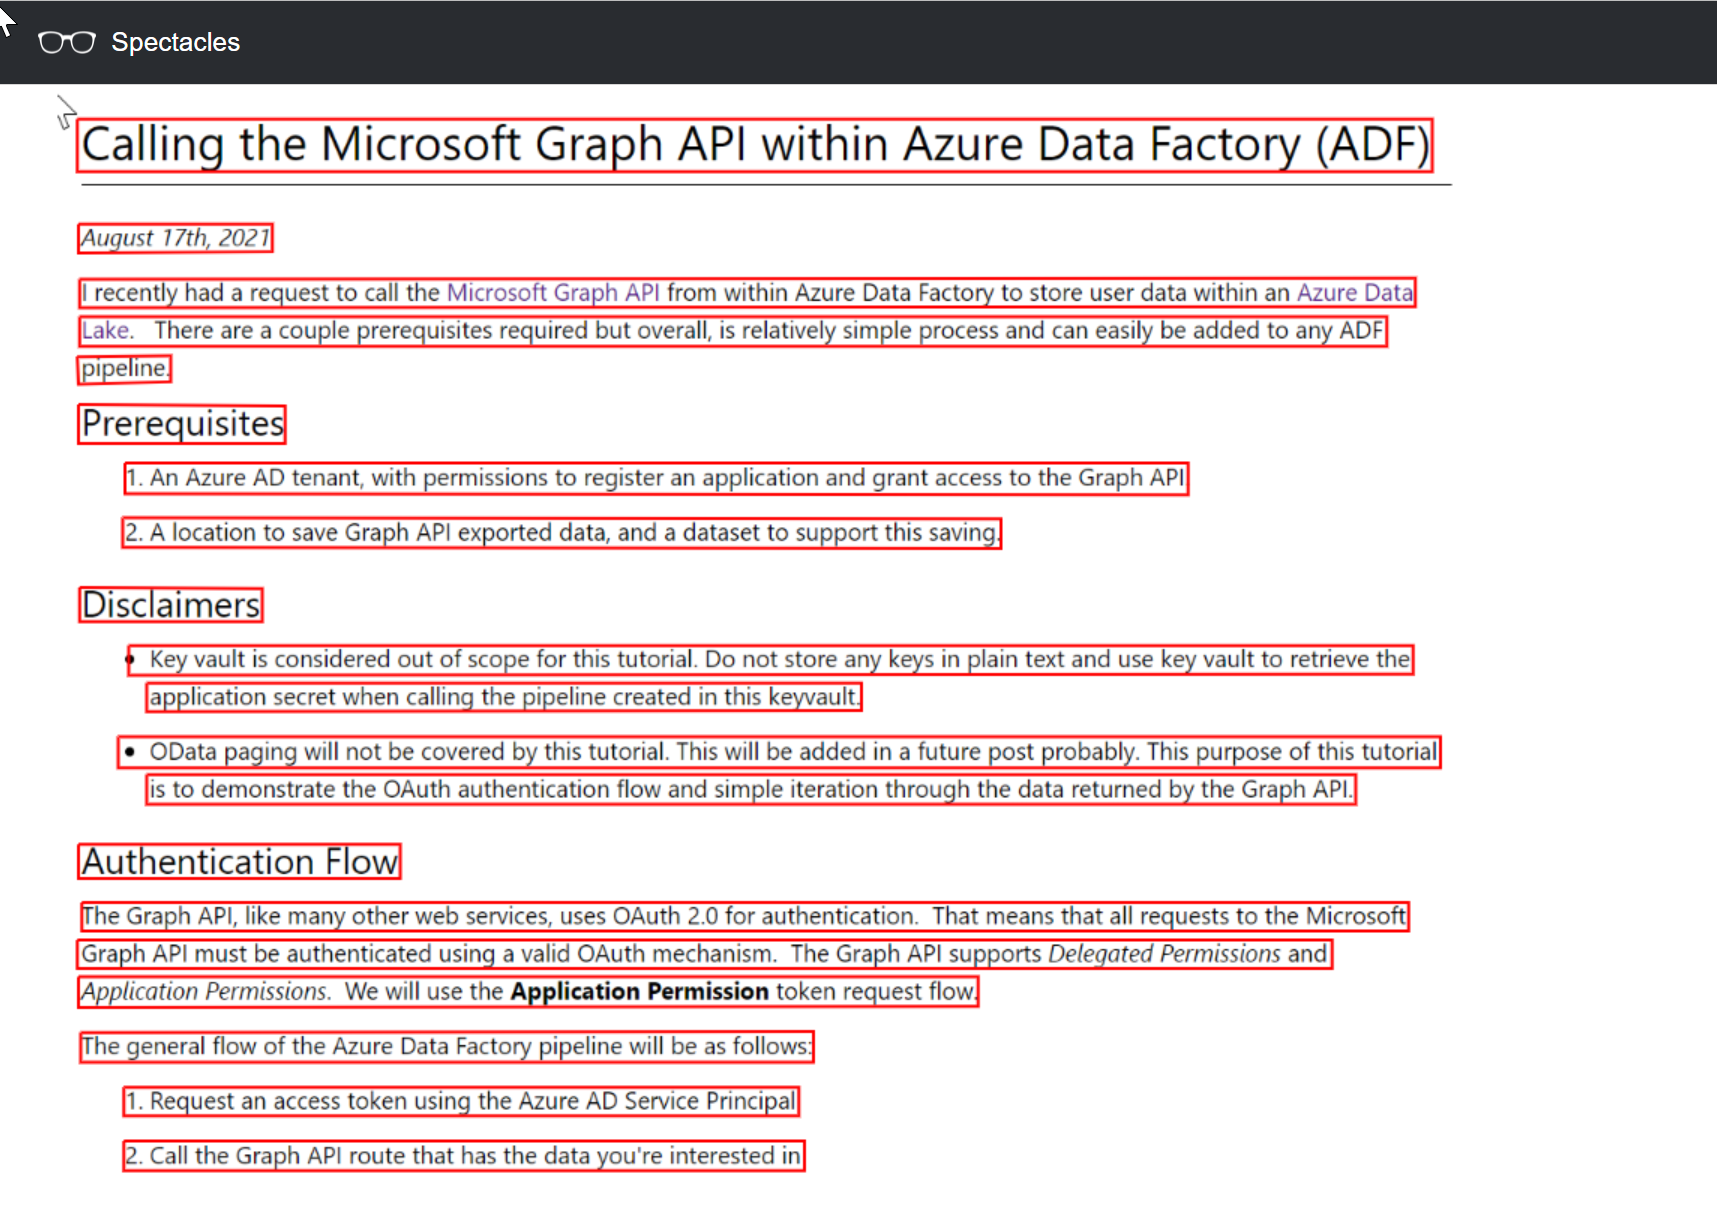 Spectacles
Calling the Microsoft Graph API within Azure Data Factory (ADF)
August 17th, 2021
I recently had a request to call the Microsoft Graph API from within Azure Data Factory to store user data within an Azure Data
Lake.   There are a couple prerequisites required but overall, is relatively simple process and can easily be added to any ADF
pipeline.
Prerequisites
1. An Azure AD tenant, with permissions to register an application and grant access to the Graph API
2. A location to save Graph API exported data, and a dataset to support this saving.
Disclaimers
• Key vault is considered out of scope for this tutorial. Do not store any keys in plain text and use key vault to retrieve the
application secret when calling the pipeline created in this keyvault.
• OData paging will not be covered by this tutorial. This will be added in a future post probably. This purpose of this tutorial
is to demonstrate the OAuth authentication flow and simple iteration through the data returned by the Graph API.
Authentication Flow
The Graph API, like many other web services, uses OAuth 2.0 for authentication.  That means that all requests to the Microsoft
Graph API must be authenticated using a valid OAuth mechanism.  The Graph API supports Delegated Permissions and
Application Permissions.  We will use the Application Permission token request flow.
The general flow of the Azure Data Factory pipeline will be as follows:
1. Request an access token using the Azure AD Service Principal
2. Call the Graph API route that has the data you're interested in